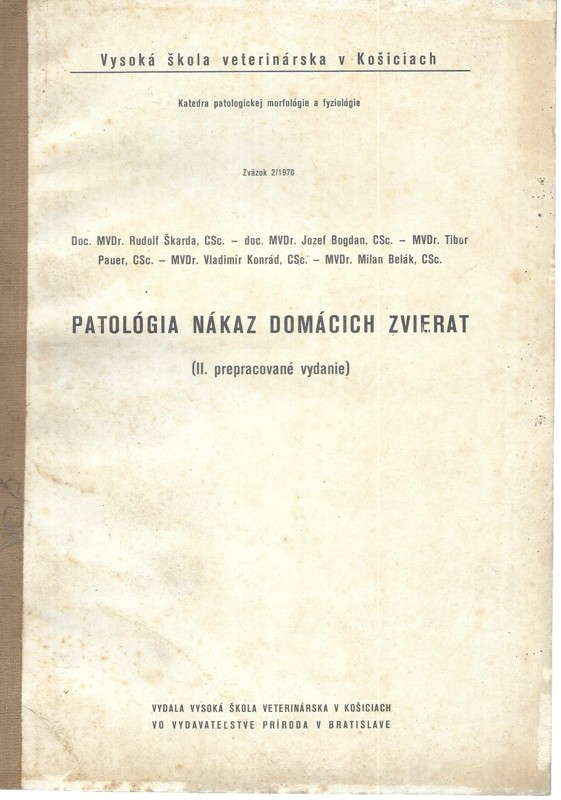 Vysoká škola veterinárska v Košiciach
Katedra patologickej morfológie a fyziológie
Zväzok 2/1970
Doc. MVDr. Rudolf Škarda, CSc. – doc. MVDr. Jozef Bogdan, CSc. – MVDr. Tibor
Pauer, CSc. – MVDr. Vladimír Konrád, CSc. – MVDr. Milan Belák, CSc.
PATOLÓGIA NÁKAZ DOMÁCICH ZVIERAT
(II. prepracované vydanie)
VYDALA VYSOKÁ ŠKOLA VETERINÁRSKA V KOŠICIACH
VO VYDAVATEĽSTVE PRÍRODA V BRATISLAVE